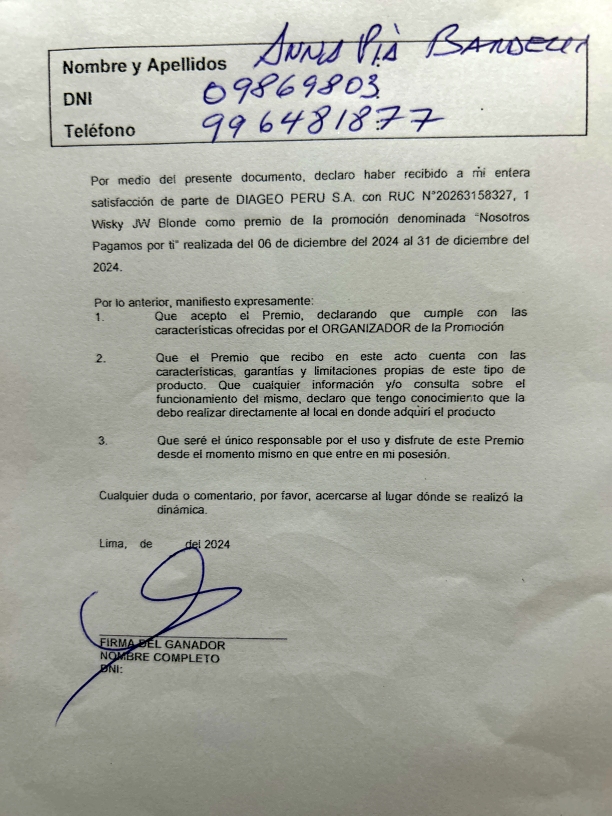 Nombre y Apellidos Anna Pià Bandelli
DNI 09869803
Teléfono 996481877
Por medio del presente documento, declaro haber recibido a mi entera
satisfacción de parte de DIAGEO PERU S.A. con RUC N°20263158327, 1
Wisky JW Blonde como premio de la promoción denominada "Nosotros
Pagamos por ti" realizada del 06 de diciembre del 2024 al 31 de diciembre del
2024.
Por lo anterior, manifiesto expresamente:
1. Que acepto el Premio, declarando que cumple con las
características ofrecidas por el ORGANIZADOR de la Promoción
2. Que el Premio que recibo en este acto cuenta con las
características, garantías y limitaciones propias de este tipo de
producto. Que cualquier información y/o consulta sobre el
funcionamiento del mismo, declaro que tengo conocimiento que la
debo realizar directamente al local en donde adquirí el producto
3. Que seré el único responsable por el uso y disfrute de este Premio
desde el momento mismo en que entre en mi posesión.
Cualquier duda o comentario, por favor, acercarse al lugar dónde se realizó la
dinámica.
Lima, de del 2024
FIRMA DEL GANADOR
NOMBRE COMPLETO
DNI: